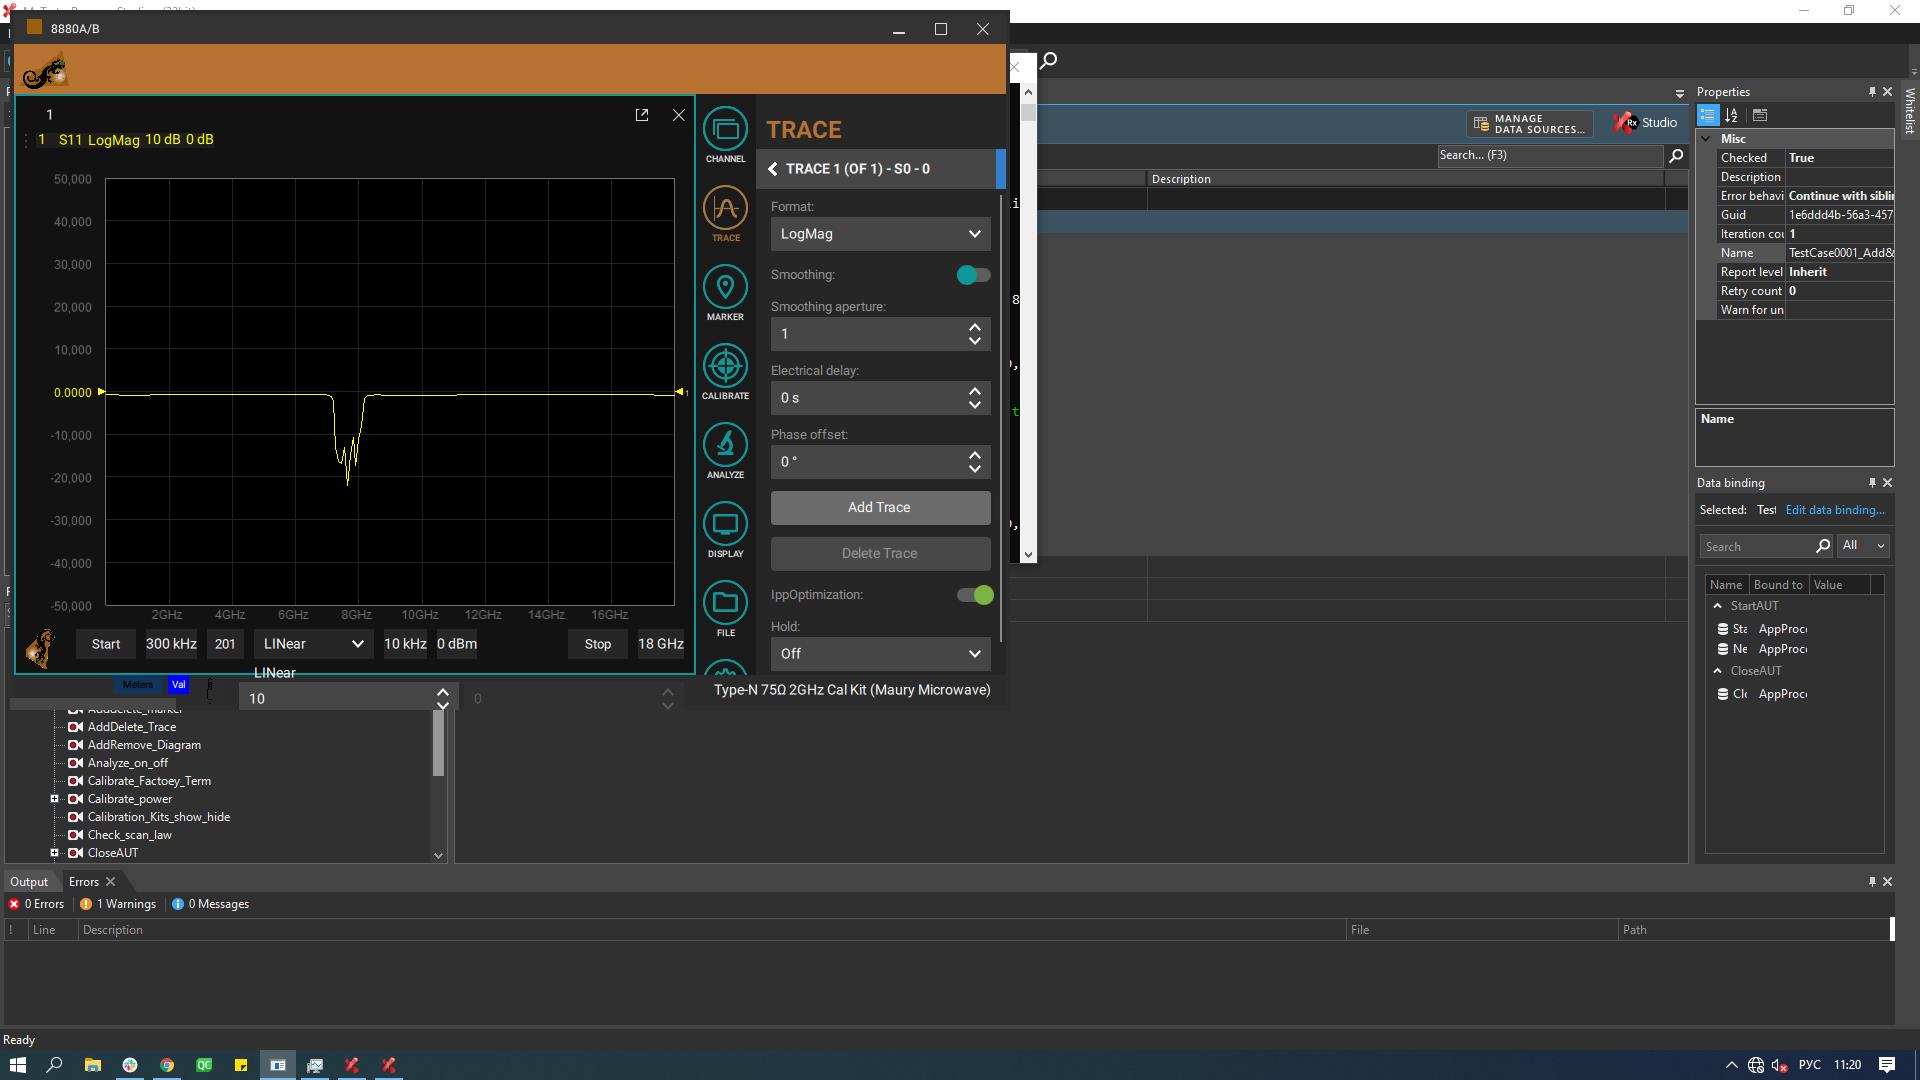 8880A/B
1
1 S11 LogMag 10 dB 0 dB
50,000
40,000
30,000
20,000
10,000
0.0000
-10,000
-20,000
-30,000
-40,000
-50,000
1
2GHz 4GHz 6GHz 8GHz 10GHz 12GHz 14GHz 16GHz
Start 300 kHz 201 LINear 10 kHz 0 dBm Stop 18 GHz
LINear
Meters Val
10
0
Type-N 75Ω 2GHz Cal Kit (Maury Microwave)
CHANNEL
TRACE
MARKER
CALIBRATE
ANALYZE
DISPLAY
FILE
TRACE
TRACE 1 (OF 1) - S0 - 0
Format:
LogMag
Smoothing:
Smoothing aperture:
1
Electrical delay:
0 s
Phase offset:
0 °
Add Trace
Delete Trace
IppOptimization:
Hold:
Off
MANAGE
DATA SOURCES...
Rx Studio
Search... (F3)
Description
Properties
Misc
Checked True
Description
Error behavi Continue with siblin
Guid 1e6ddd4b-56a3-457
Iteration cou 1
Name TestCase0001_Add&
Report level Inherit
Retry count 0
Warn for un
Name
Whitelist
Data binding
Selected: Test Edit data binding...
Search All
Name Bound to Value
StartAUT
Sta AppProce
Ne AppProce
CloseAUT
Clo AppProce
AddDelete_Trace
AddRemove_Diagram
Analyze_on_off
Calibrate_Factoey_Term
Calibrate_power
Calibration_Kits_show_hide
Check_scan_law
CloseAUT
Output Errors
0 Errors 1 Warnings 0 Messages
! Line Description File Path
Ready
QC
РУС 11:20